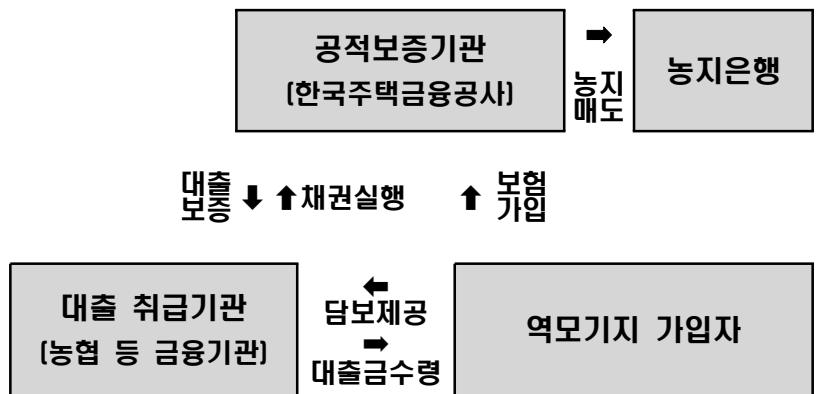 공적보증기관
(한국주택금융공사)
➡
농지
매도
농지은행
대출
보증
⬇ ⬆채권실행
⬆ 보험
가입
대출 취급기관
(농협 등 금융기관)
⬅
담보제공
➡
대출금수령
역모기지 가입자